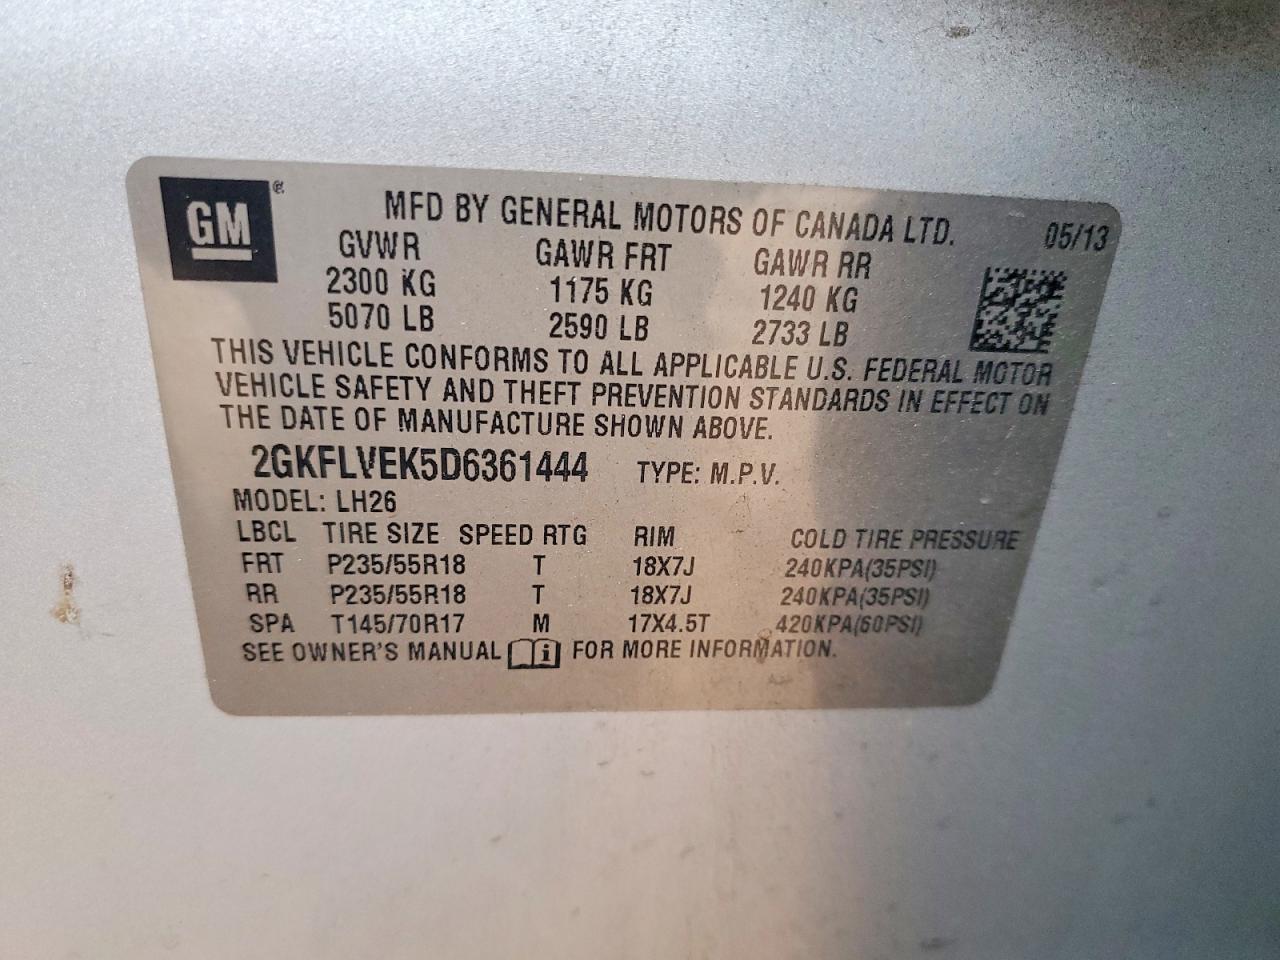 GM ®
MFD BY GENERAL MOTORS OF CANADA LTD. 05/13
GVWR GAWR FRT GAWR RR
2300 KG 1175 KG 1240 KG
5070 LB 2590 LB 2733 LB
THIS VEHICLE CONFORMS TO ALL APPLICABLE U.S. FEDERAL MOTOR
VEHICLE SAFETY AND THEFT PREVENTION STANDARDS IN EFFECT ON
THE DATE OF MANUFACTURE SHOWN ABOVE.
2GKFLVEK5D6361444 TYPE: M.P.V.
MODEL: LH26
LBCL TIRE SIZE SPEED RTG RIM COLD TIRE PRESSURE
FRT P235/55R18 T 18X7J 240KPA(35PSI)
RR P235/55R18 T 18X7J 240KPA(35PSI)
SPA T145/70R17 M 17X4.5T 420KPA(60PSI)
SEE OWNER'S MANUAL i FOR MORE INFORMATION.